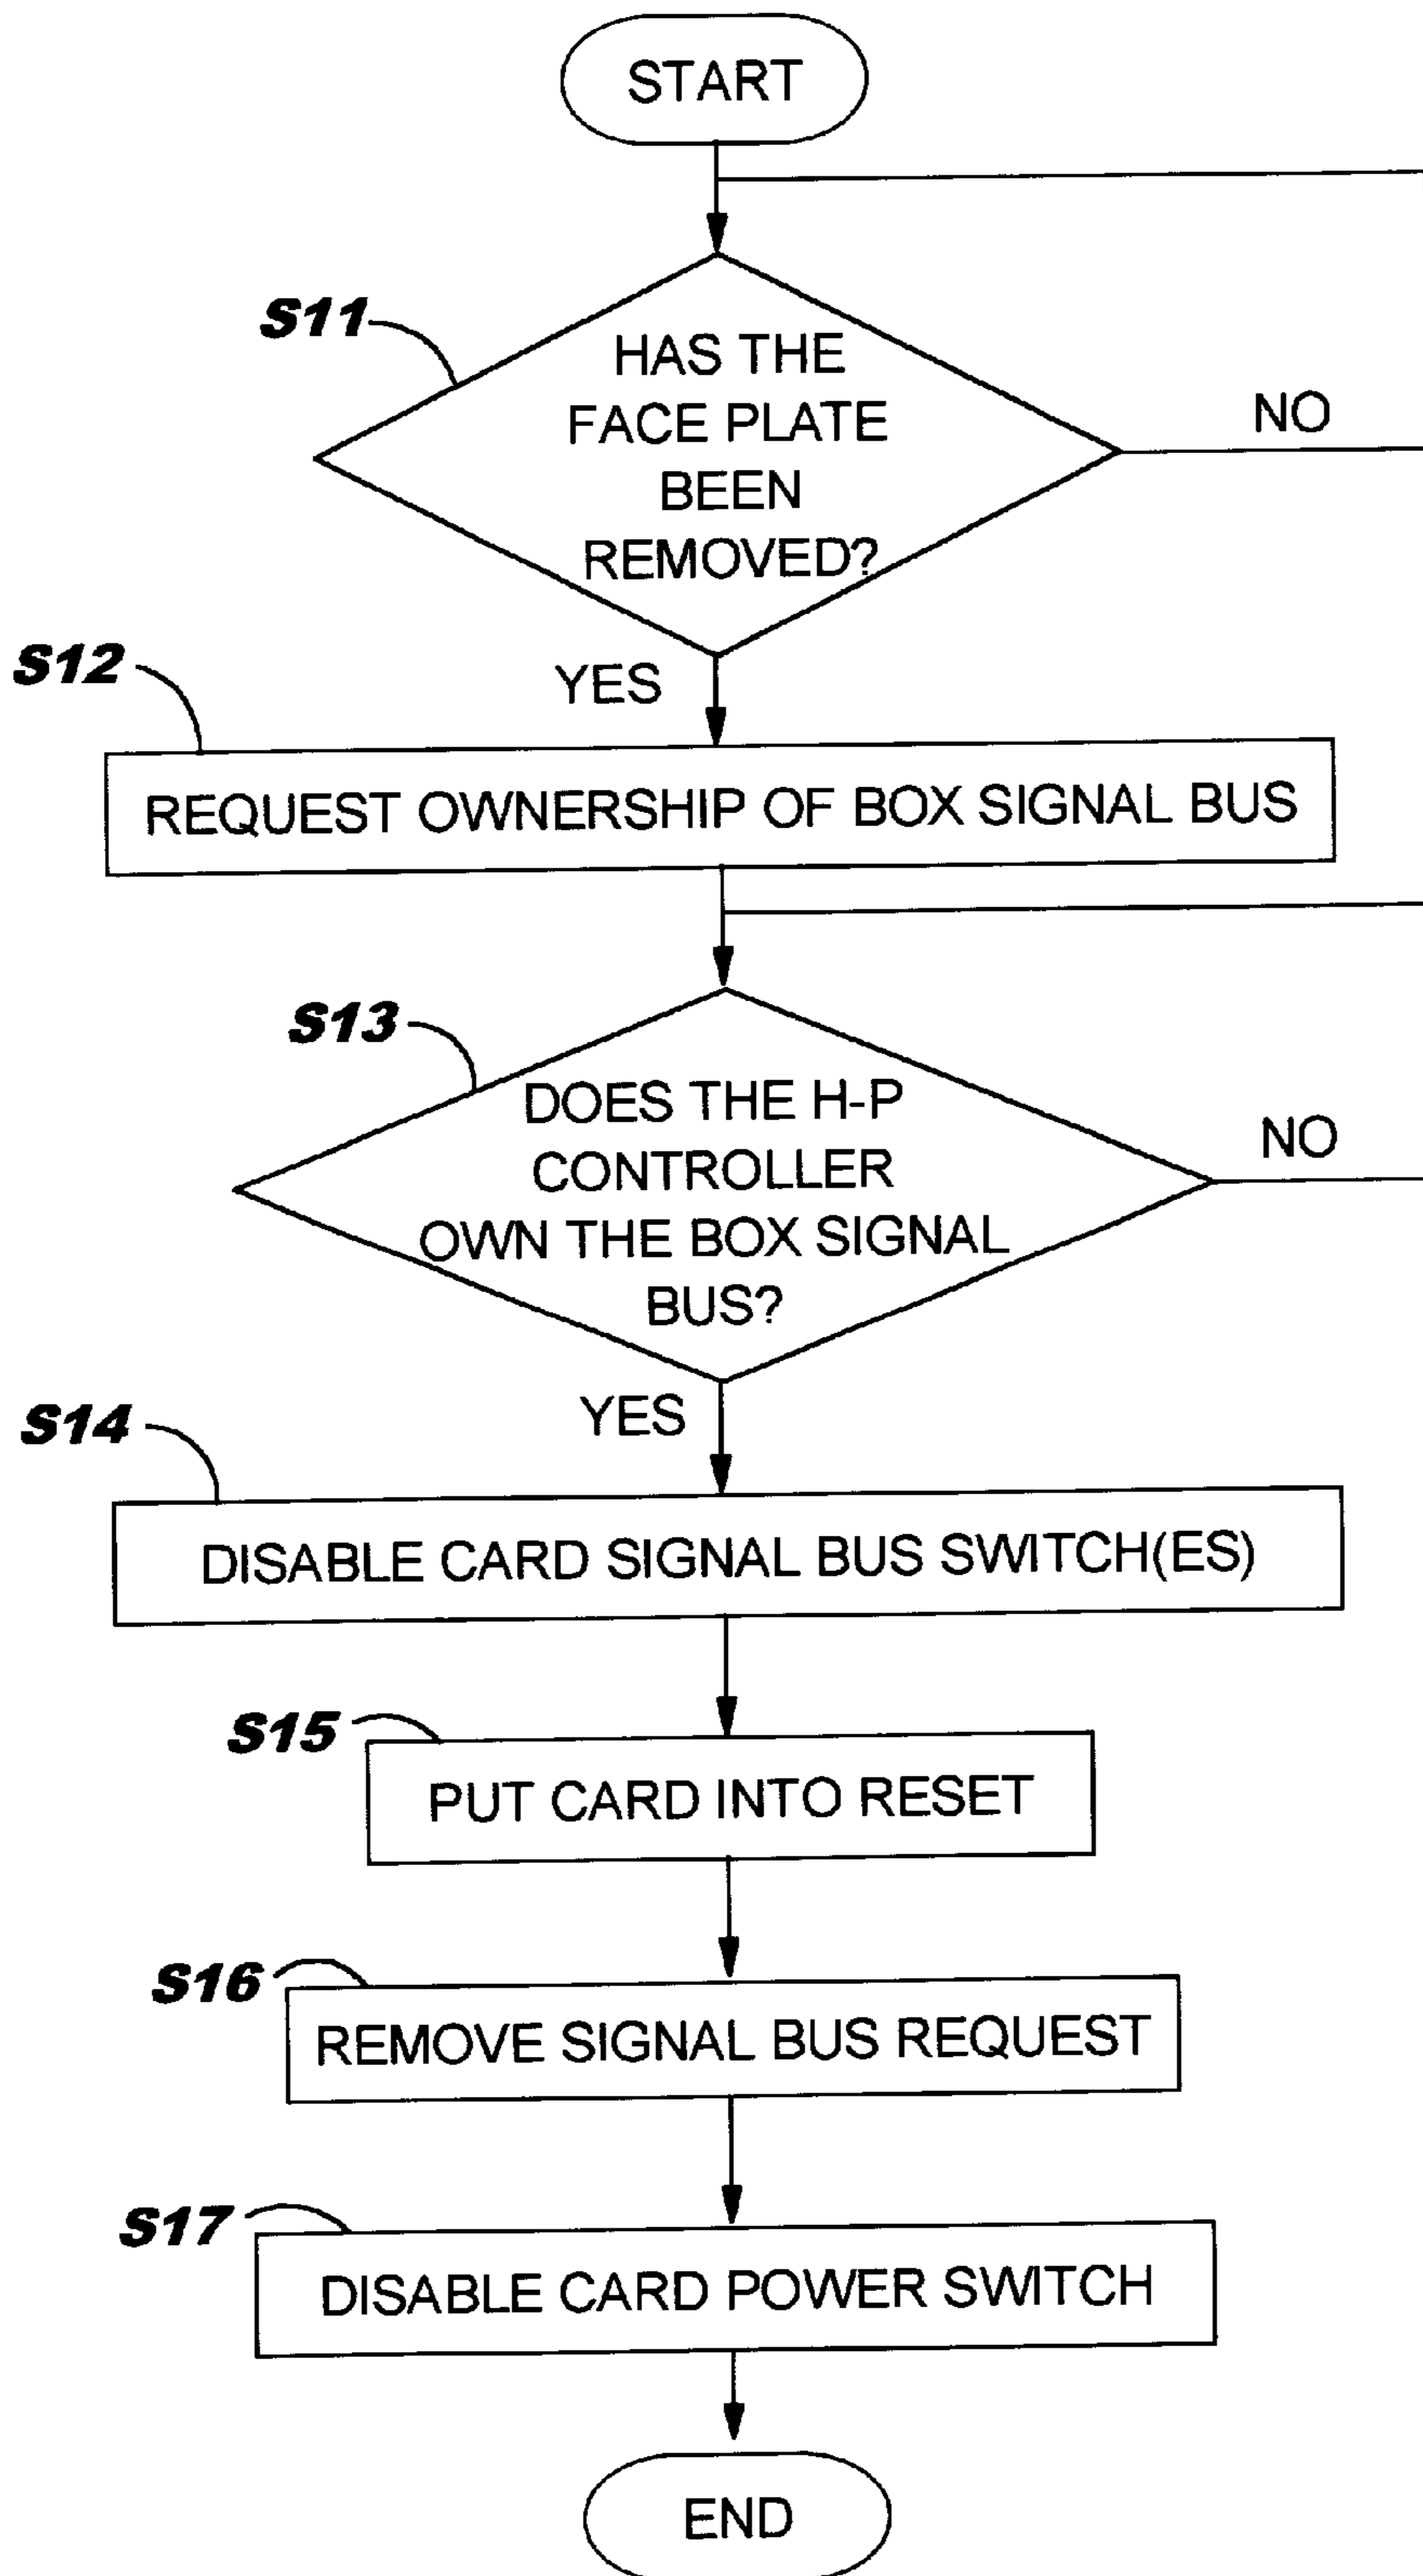 START
S11
HAS THE
FACE PLATE
BEEN
REMOVED?
NO
YES
S12
REQUEST OWNERSHIP OF BOX SIGNAL BUS
S13
DOES THE H-P
CONTROLLER
OWN THE BOX SIGNAL
BUS?
NO
YES
S14
DISABLE CARD SIGNAL BUS SWITCH(ES)
S15
PUT CARD INTO RESET
S16
REMOVE SIGNAL BUS REQUEST
S17
DISABLE CARD POWER SWITCH
END